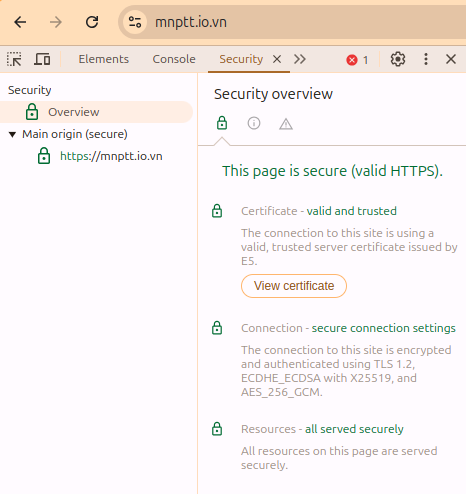 mnptt.io.vn
Elements Console Security 1
Security
Overview
Main origin (secure)
https://mnptt.io.vn
Security overview
This page is secure (valid HTTPS).
Certificate - valid and trusted
The connection to this site is using a
valid, trusted server certificate issued by
E5.
View certificate
Connection - secure connection settings
The connection to this site is encrypted
and authenticated using TLS 1.2,
ECDHE_ECDSA with X25519, and
AES_256_GCM.
Resources - all served securely
All resources on this page are served
securely.